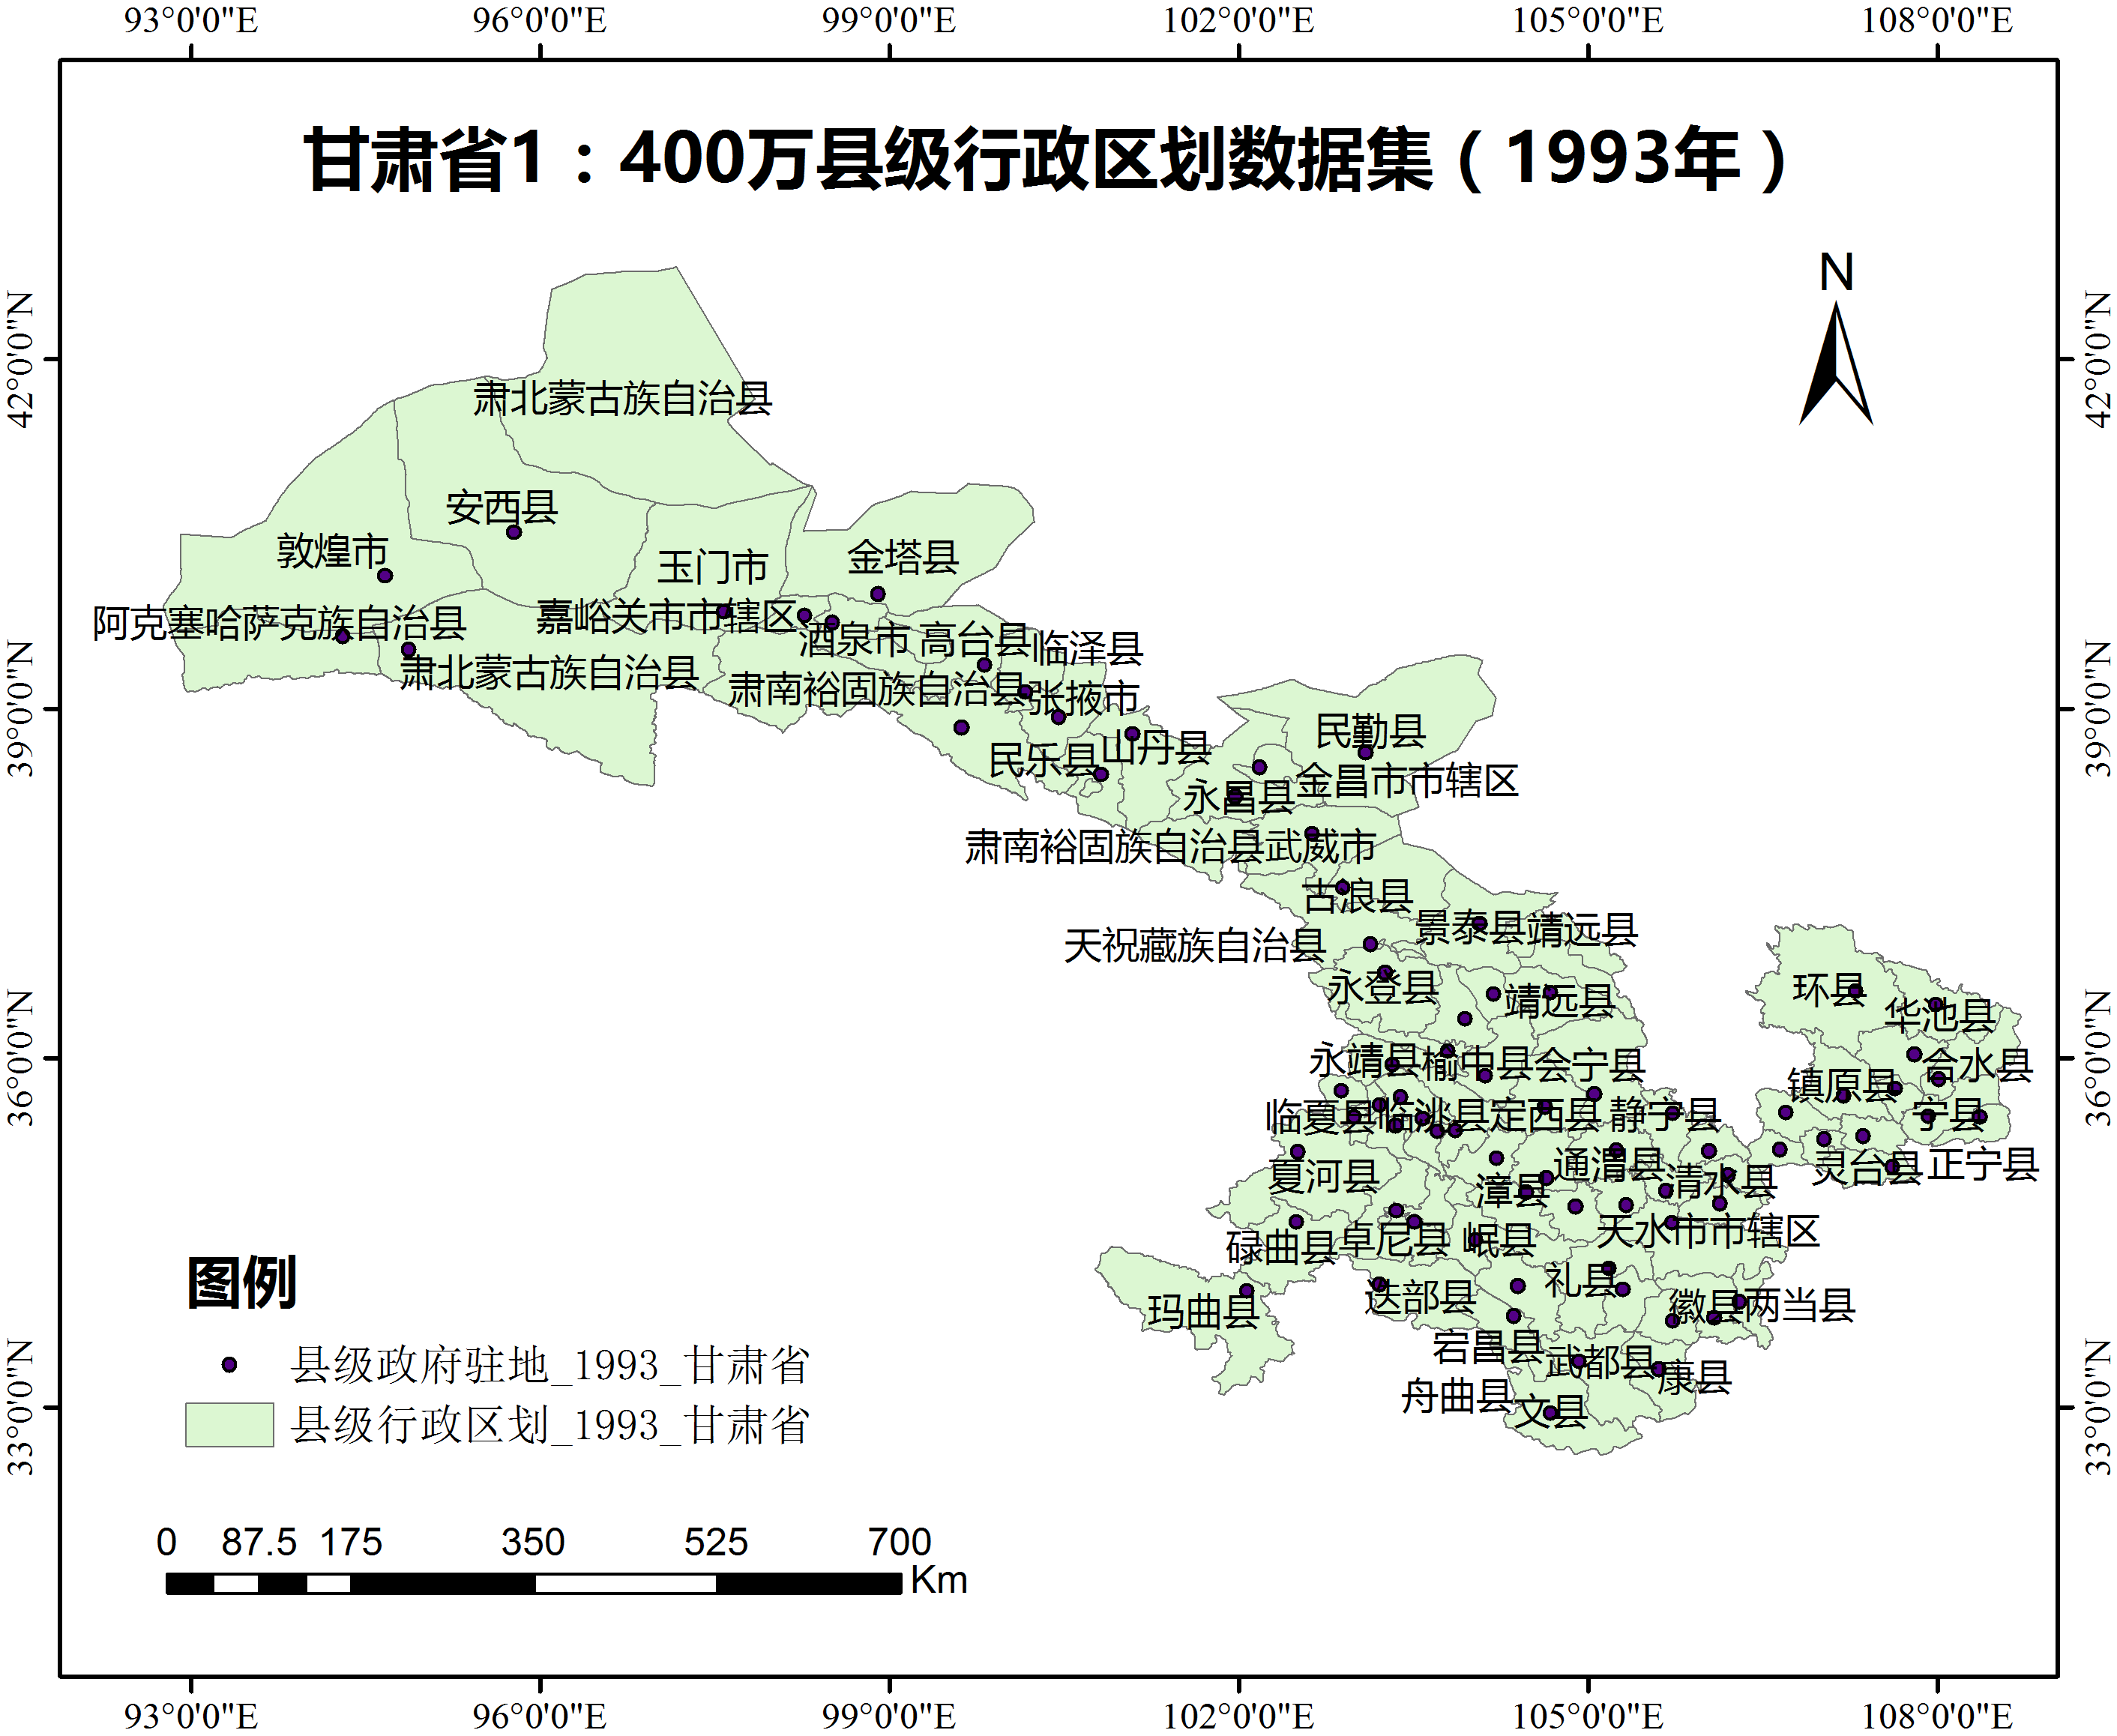 93°0'0"E 96°0'0"E 99°0'0"E 102°0'0"E 105°0'0"E 108°0'0"E
甘肃省1：400万县级行政区划数据集（1993年）
N
42°0'0"N
42°0'0"N
肃北蒙古族自治县
安西县
敦煌市
玉门市
金塔县
嘉峪关市市辖区
阿克塞哈萨克族自治县
酒泉市
高台县
临泽县
肃北蒙古族自治县
肃南裕固族自治县
张掖市
39°0'0"N
39°0'0"N
民勤县
山丹县
民乐县
金昌市市辖区
永昌县
肃南裕固族自治县
武威市
古浪县
景泰县
靖远县
天祝藏族自治县
永登县
靖远县
环县
华池县
36°0'0"N
36°0'0"N
永靖县
榆中县
会宁县
合水县
镇原县
临夏县
临洮县
定西县
静宁县
宁县
夏河县
通渭县
灵台县
正宁县
漳县
清水县
碌曲县
卓尼县
岷县
天水市市辖区
图例
迭部县
礼县
玛曲县
徽县
两当县
宕昌县
武都县
康县
县级政府驻地_1993_甘肃省
舟曲县
文县
33°0'0"N
33°0'0"N
县级行政区划_1993_甘肃省
0 87.5 175 350 525 700
Km
93°0'0"E 96°0'0"E 99°0'0"E 102°0'0"E 105°0'0"E 108°0'0"E